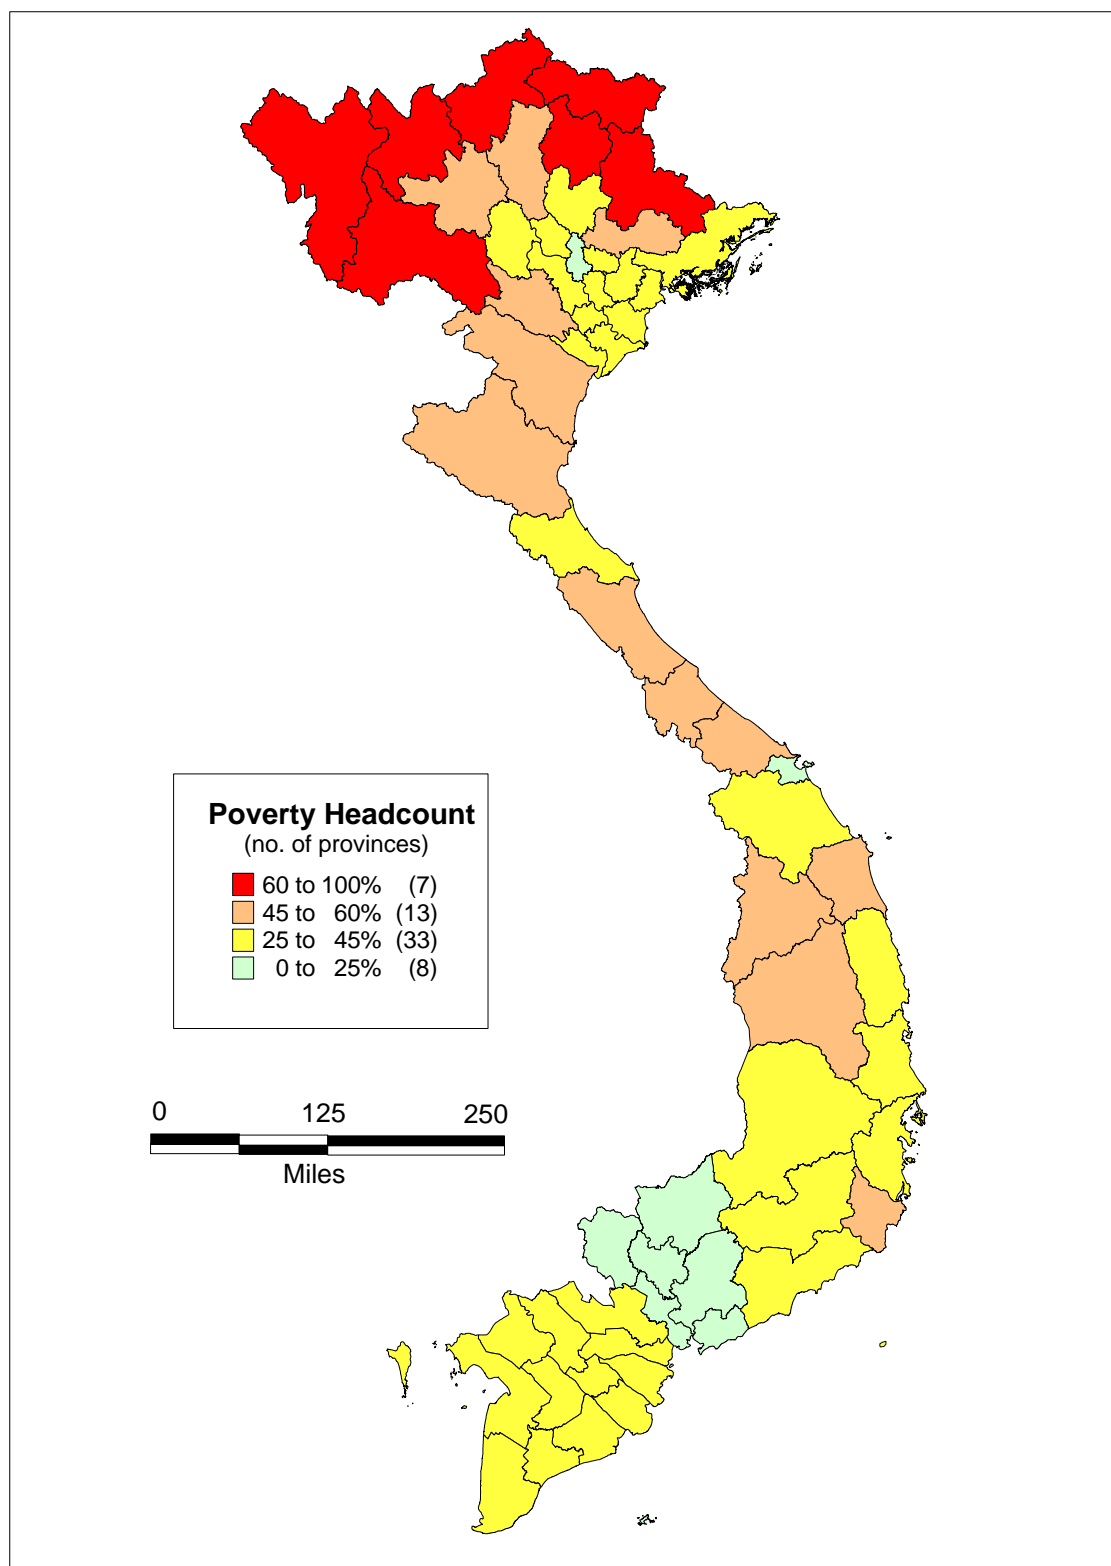 Poverty Headcount
(no. of provinces)
60 to 100% (7)
45 to 60% (13)
25 to 45% (33)
0 to 25% (8)
0 125 250
Miles